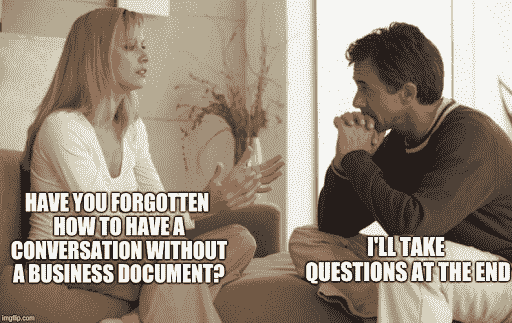 HAVE YOU FORGOTTEN
HOW TO HAVE A
CONVERSATION WITHOUT
A BUSINESS DOCUMENT?
I'LL TAKE
QUESTIONS AT THE END
imgflip.com